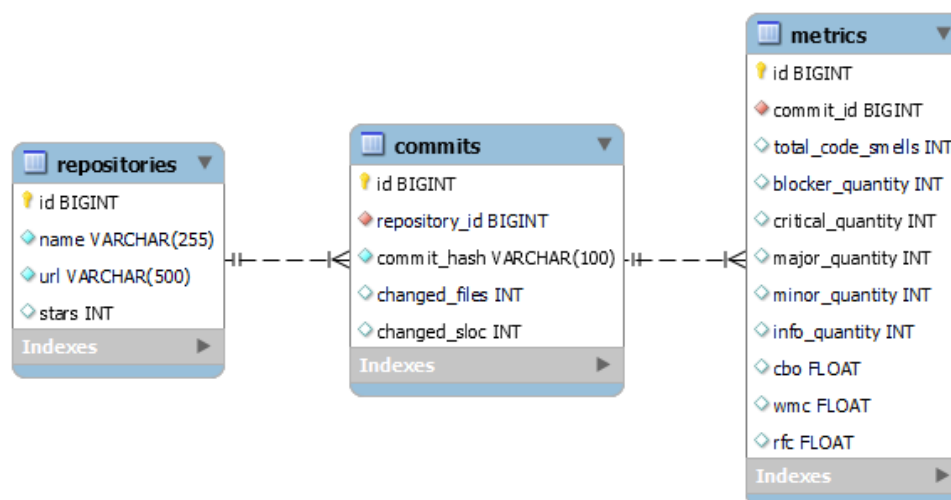 repositories
id BIGINT
name VARCHAR(255)
url VARCHAR(500)
stars INT
Indexes
commits
id BIGINT
repository_id BIGINT
commit_hash VARCHAR(100)
changed_files INT
changed_sloc INT
Indexes
metrics
id BIGINT
commit_id BIGINT
total_code_smells INT
blocker_quantity INT
critical_quantity INT
major_quantity INT
minor_quantity INT
info_quantity INT
cbo FLOAT
wmc FLOAT
rfc FLOAT
Indexes